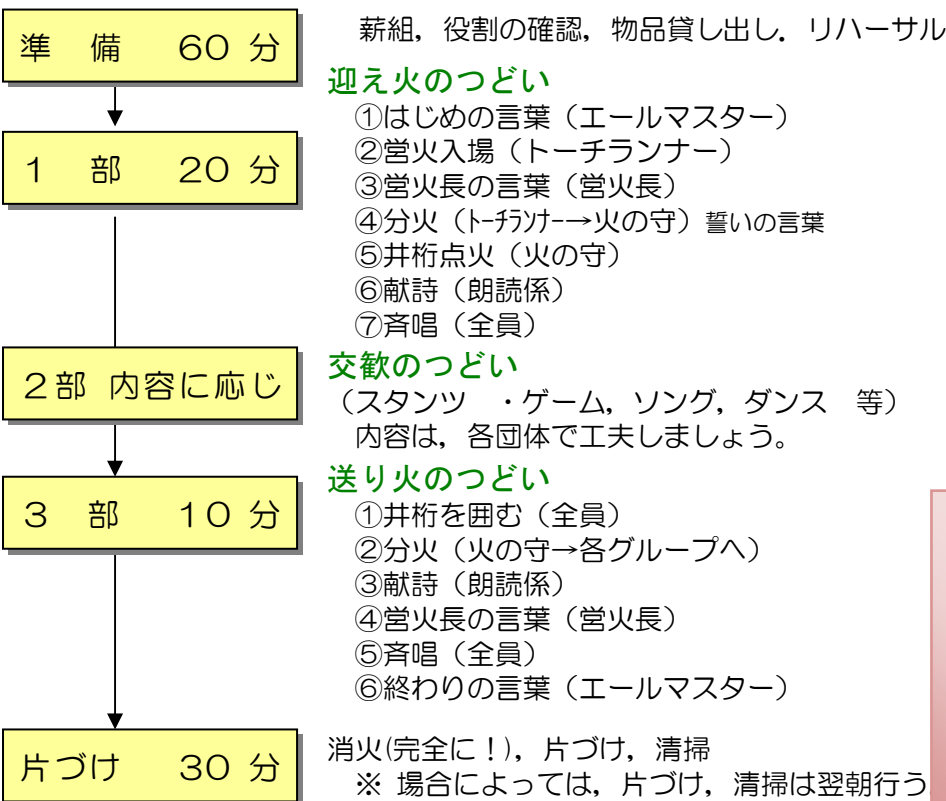 準 備 60 分
薪組，役割の確認，物品貸し出し．リハーサル
迎え火のつどい
1 部 20 分
①はじめの言葉（エールマスター）
②営火入場（トーチランナー）
③営火長の言葉（営火長）
④分火（ﾄｰﾁﾗﾝﾅｰ→火の守）誓いの言葉
⑤井桁点火（火の守）
⑥献詩（朗読係）
⑦斉唱（全員）
2部 内容に応じ
交歓のつどい
（スタンツ ・ゲーム，ソング，ダンス 等）
内容は，各団体で工夫しましょう。
送り火のつどい
3 部 10 分
①井桁を囲む（全員）
②分火（火の守→各グループへ）
③献詩（朗読係）
④営火長の言葉（営火長）
⑤斉唱（全員）
⑥終わりの言葉（エールマスター）
片づけ 30 分
消火(完全に！)，片づけ，清掃
※ 場合によっては，片づけ，清掃は翌朝行う